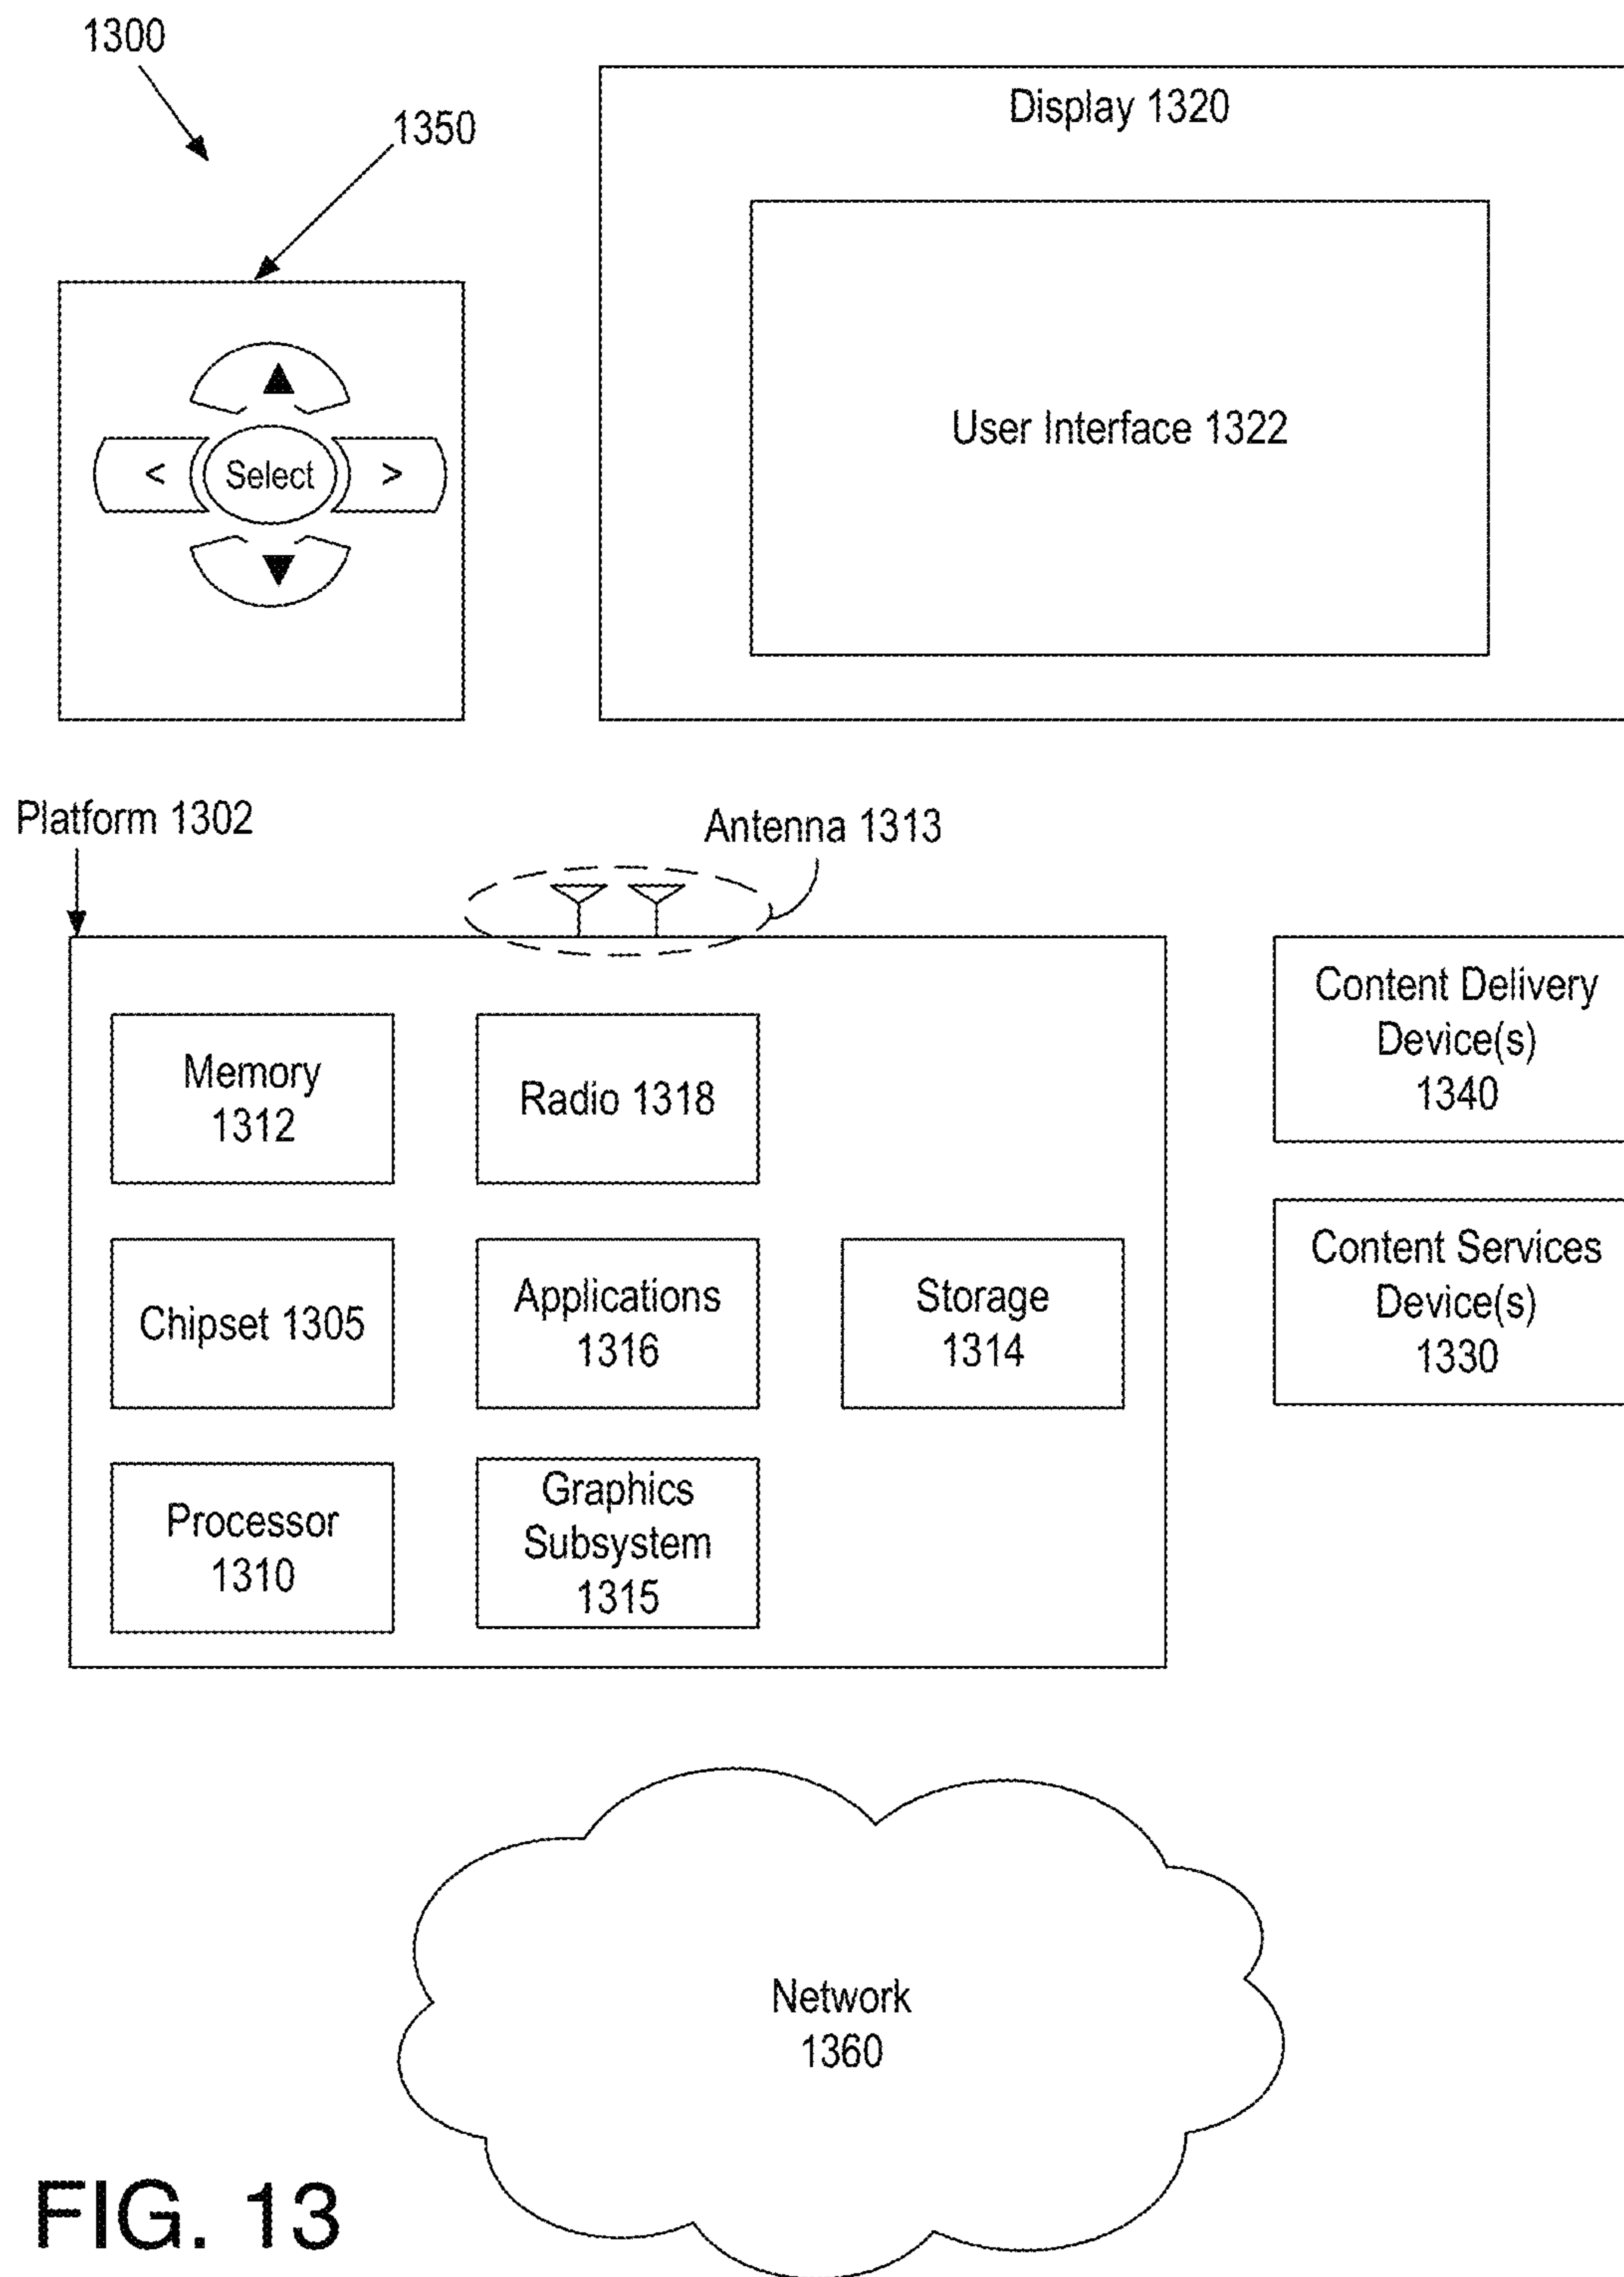 1300
1350
Display 1320
User Interface 1322
<
Select
>
Platform 1302
Antenna 1313
Memory
1312
Radio 1318
Content Delivery
Device(s)
1340
Chipset 1305
Applications
1316
Storage
1314
Content Services
Device(s)
1330
Processor
1310
Graphics
Subsystem
1315
Network
1360
FIG. 13